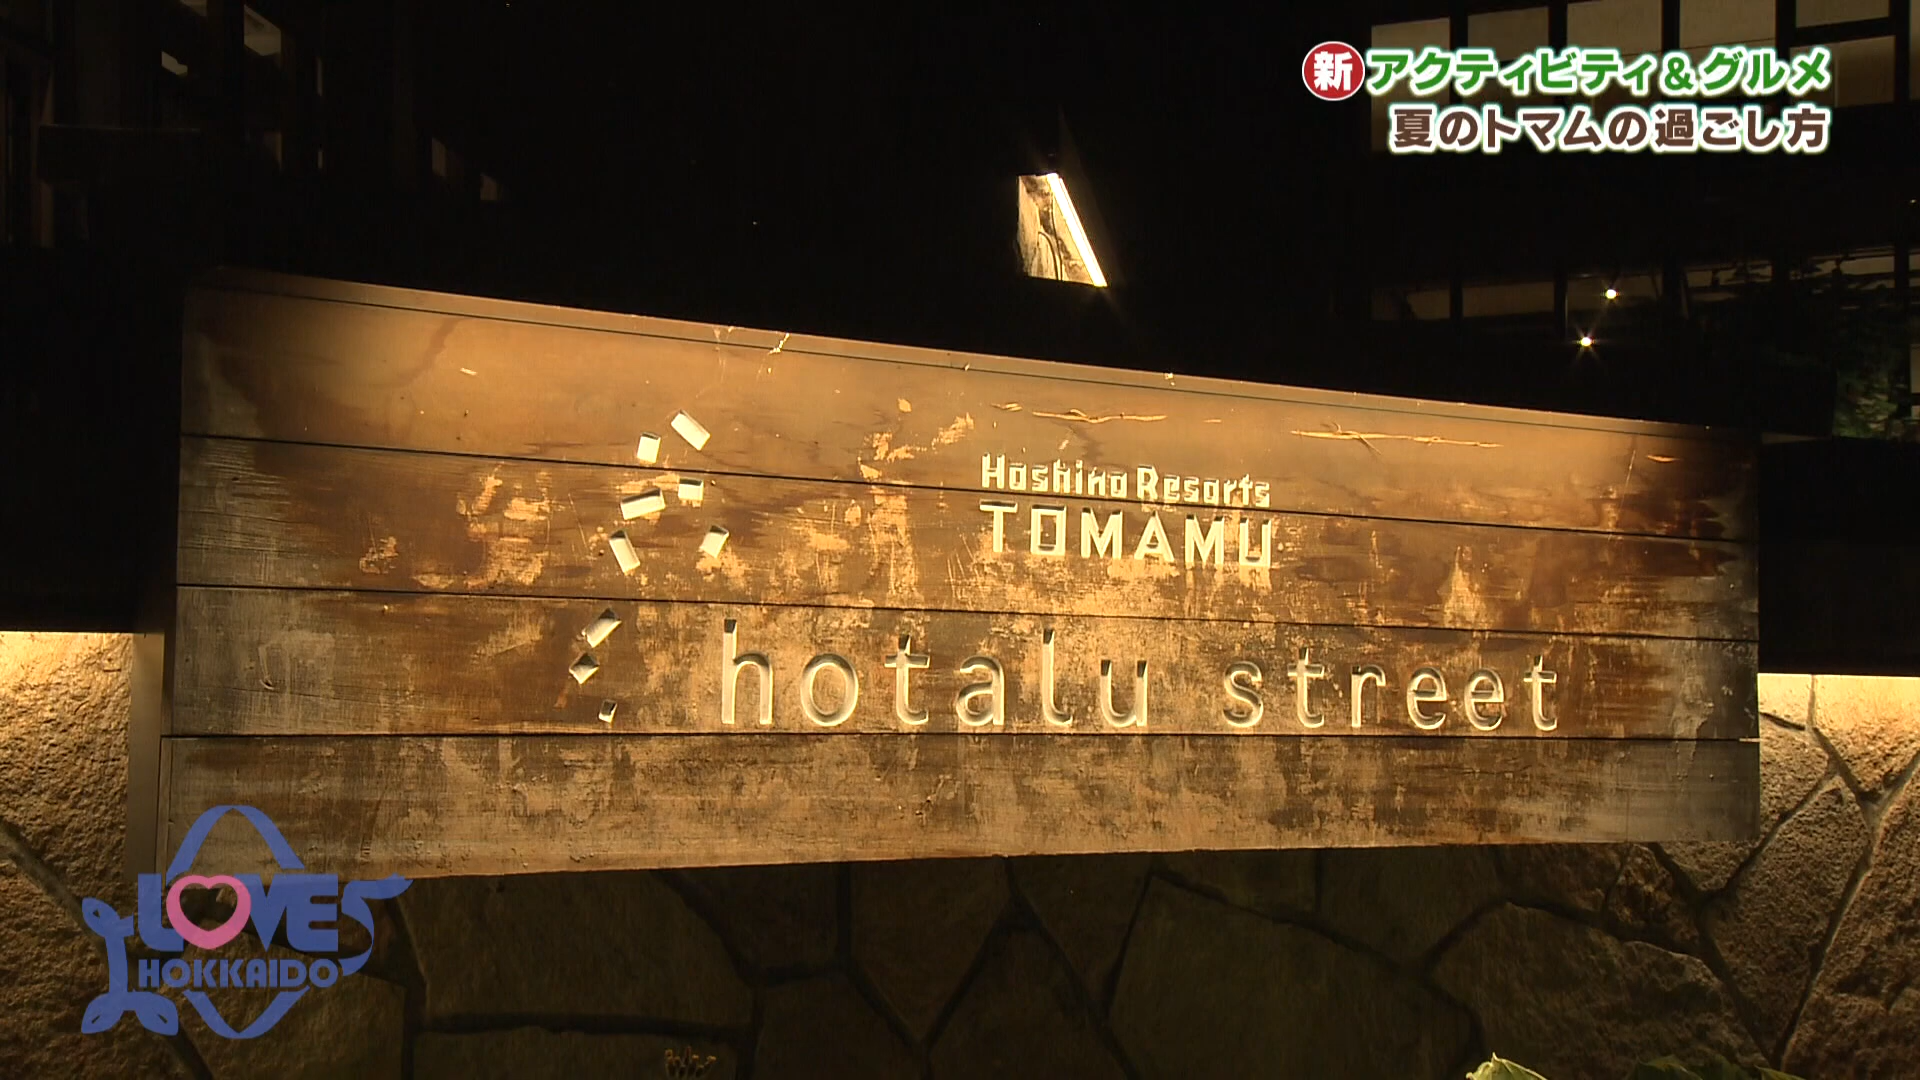 新アクティビティ&グルメ
夏のトマムの過ごし方
Hoshino Resorts
TOMAMU
hotalu street
LOVE
HOKKAIDO